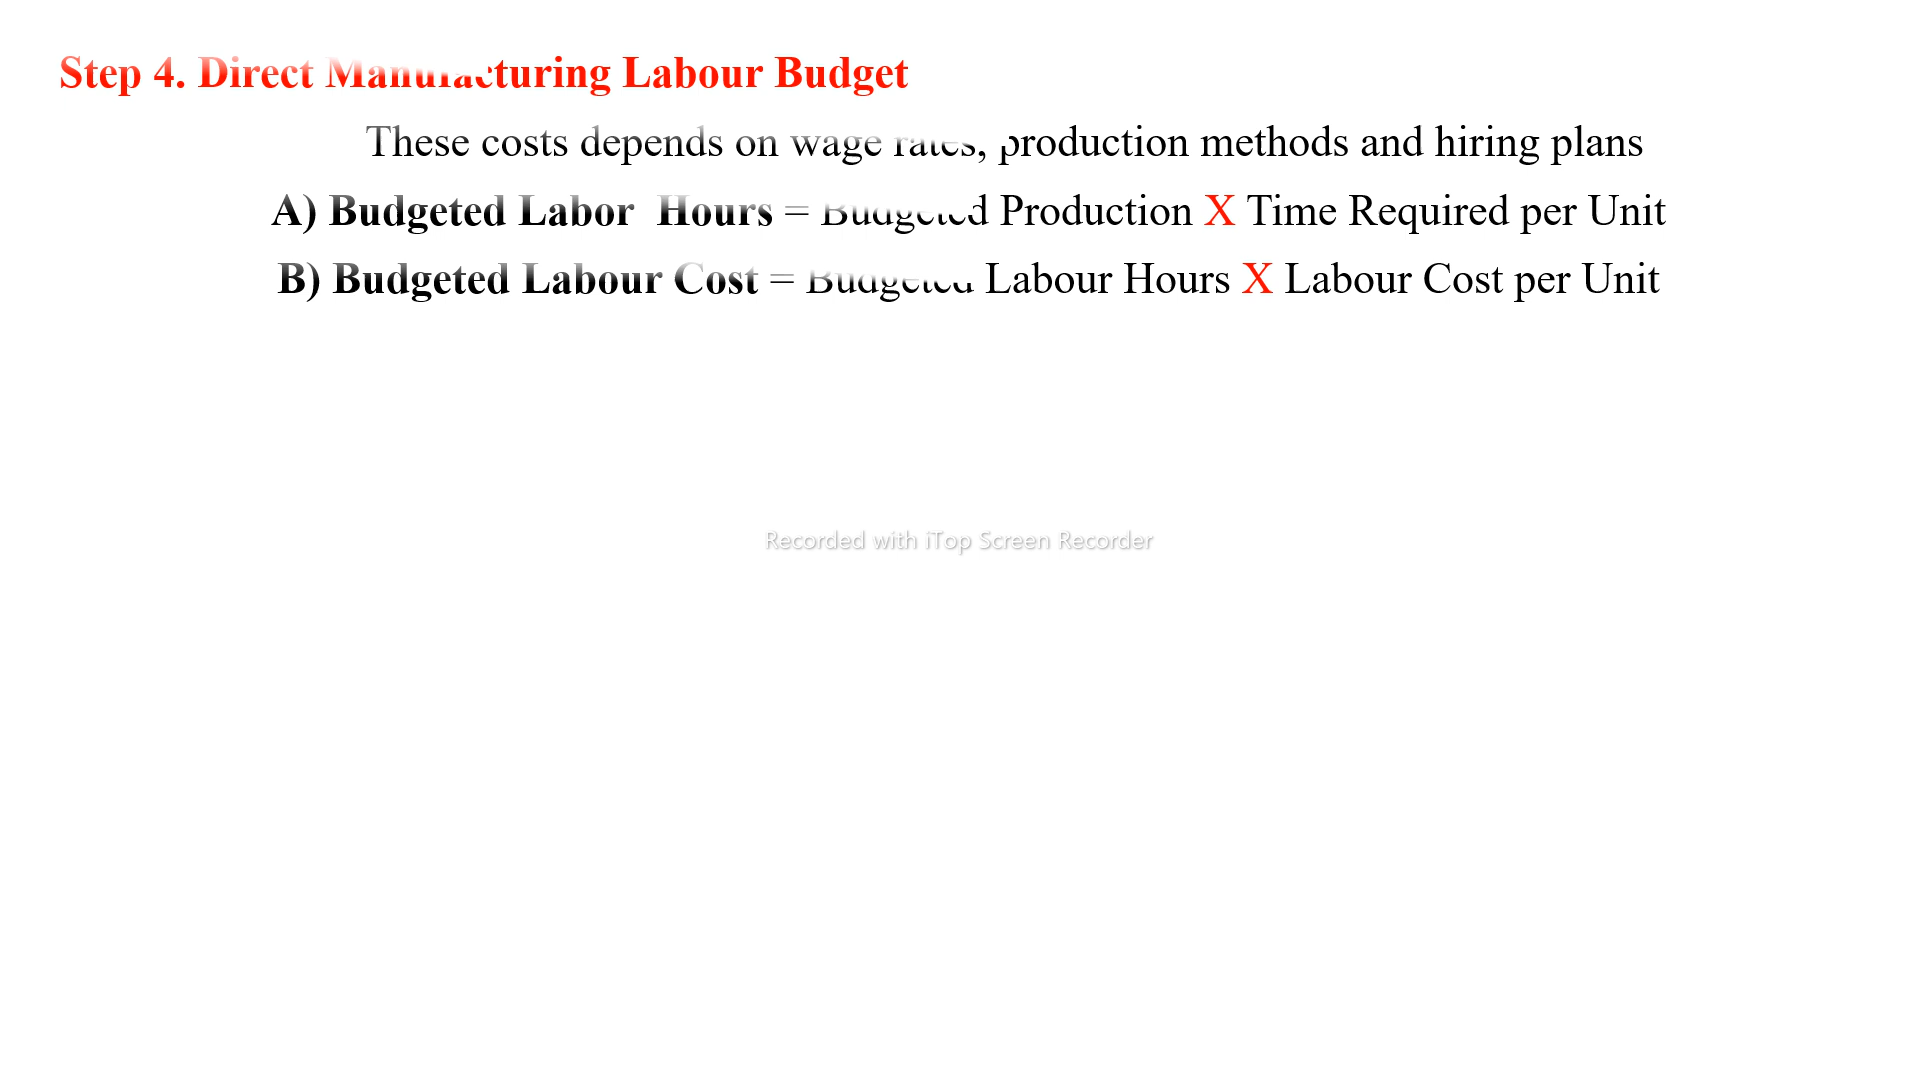 Step 4. Direct Manufacturing Labour Budget
These costs depends on wage rates, production methods and hiring plans
A) Budgeted Labor  Hours = Budgeted Production X Time Required per Unit
B) Budgeted Labour Cost = Budgeted Labour Hours X Labour Cost per Unit
Recorded with iTop Screen Recorder